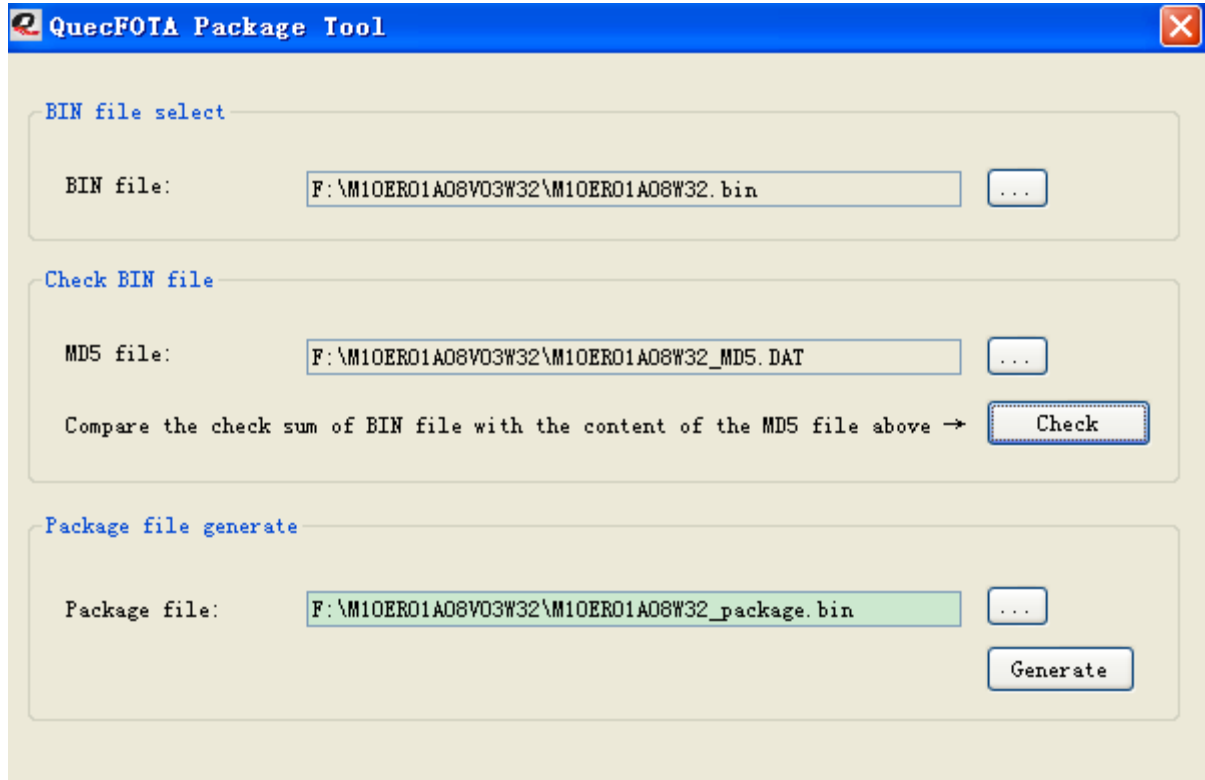 QuecFOTA Package Tool
BIN file select
BIN file: F:\M10ER01A08V03W32\M10ER01A08W32.bin ...
Check BIN file
MD5 file: F:\M10ER01A08V03W32\M10ER01A08W32_MD5.DAT ...
Compare the check sum of BIN file with the content of the MD5 file above → Check
Package file generate
Package file: F:\M10ER01A08V03W32\M10ER01A08W32_package.bin ...
Generate